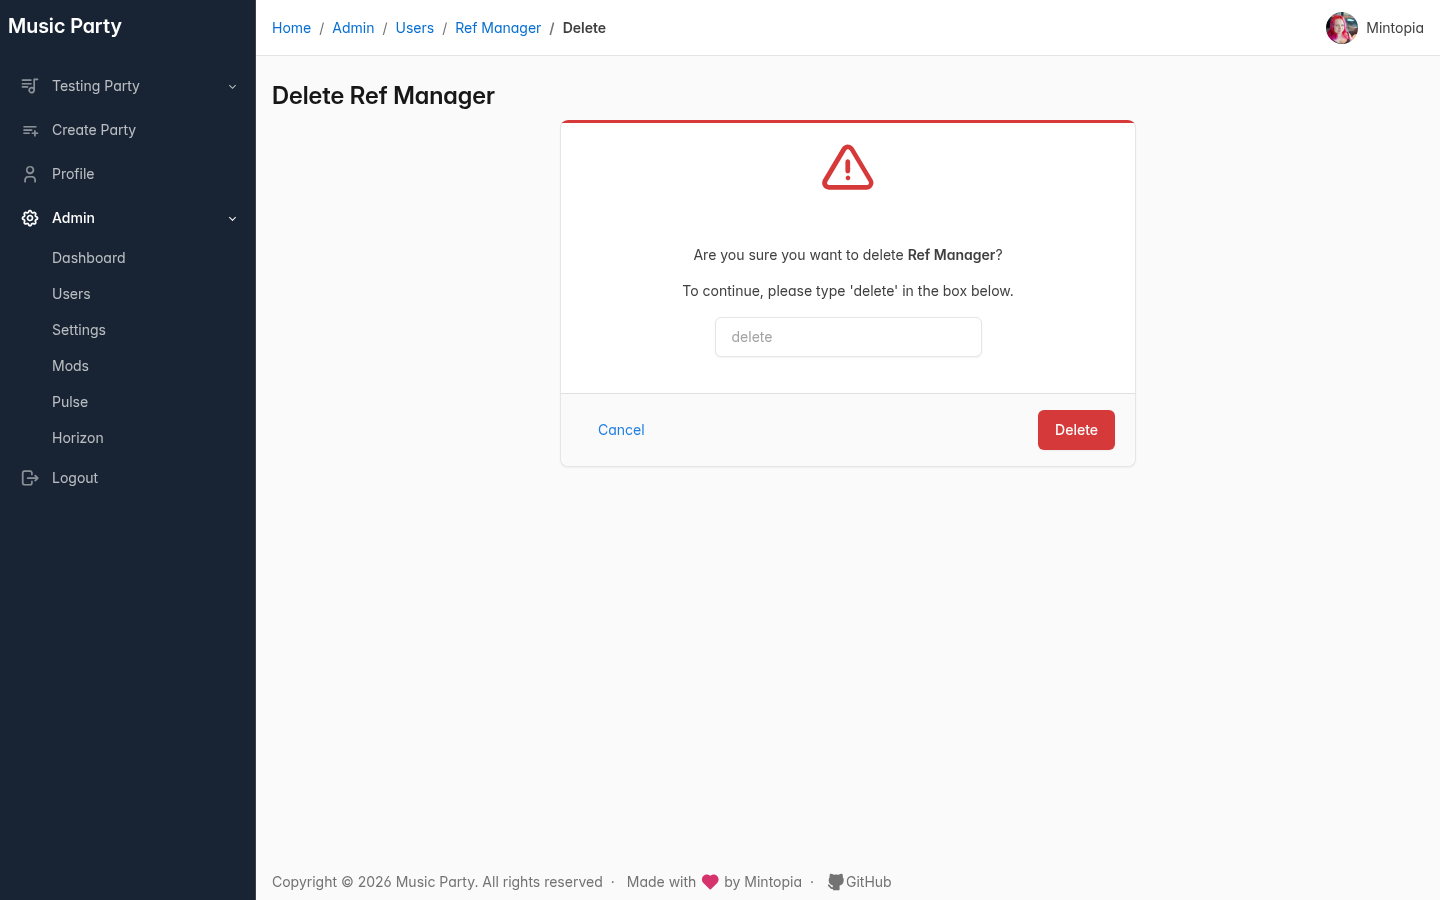 Music Party
Testing Party
Create Party
Profile
Admin
Dashboard
Users
Settings
Mods
Pulse
Horizon
Logout
Home / Admin / Users / Ref Manager / Delete
Mintopia
Delete Ref Manager
Are you sure you want to delete Ref Manager?
To continue, please type 'delete' in the box below.
delete
Cancel
Delete
Copyright © 2026 Music Party. All rights reserved · Made with by Mintopia · GitHub